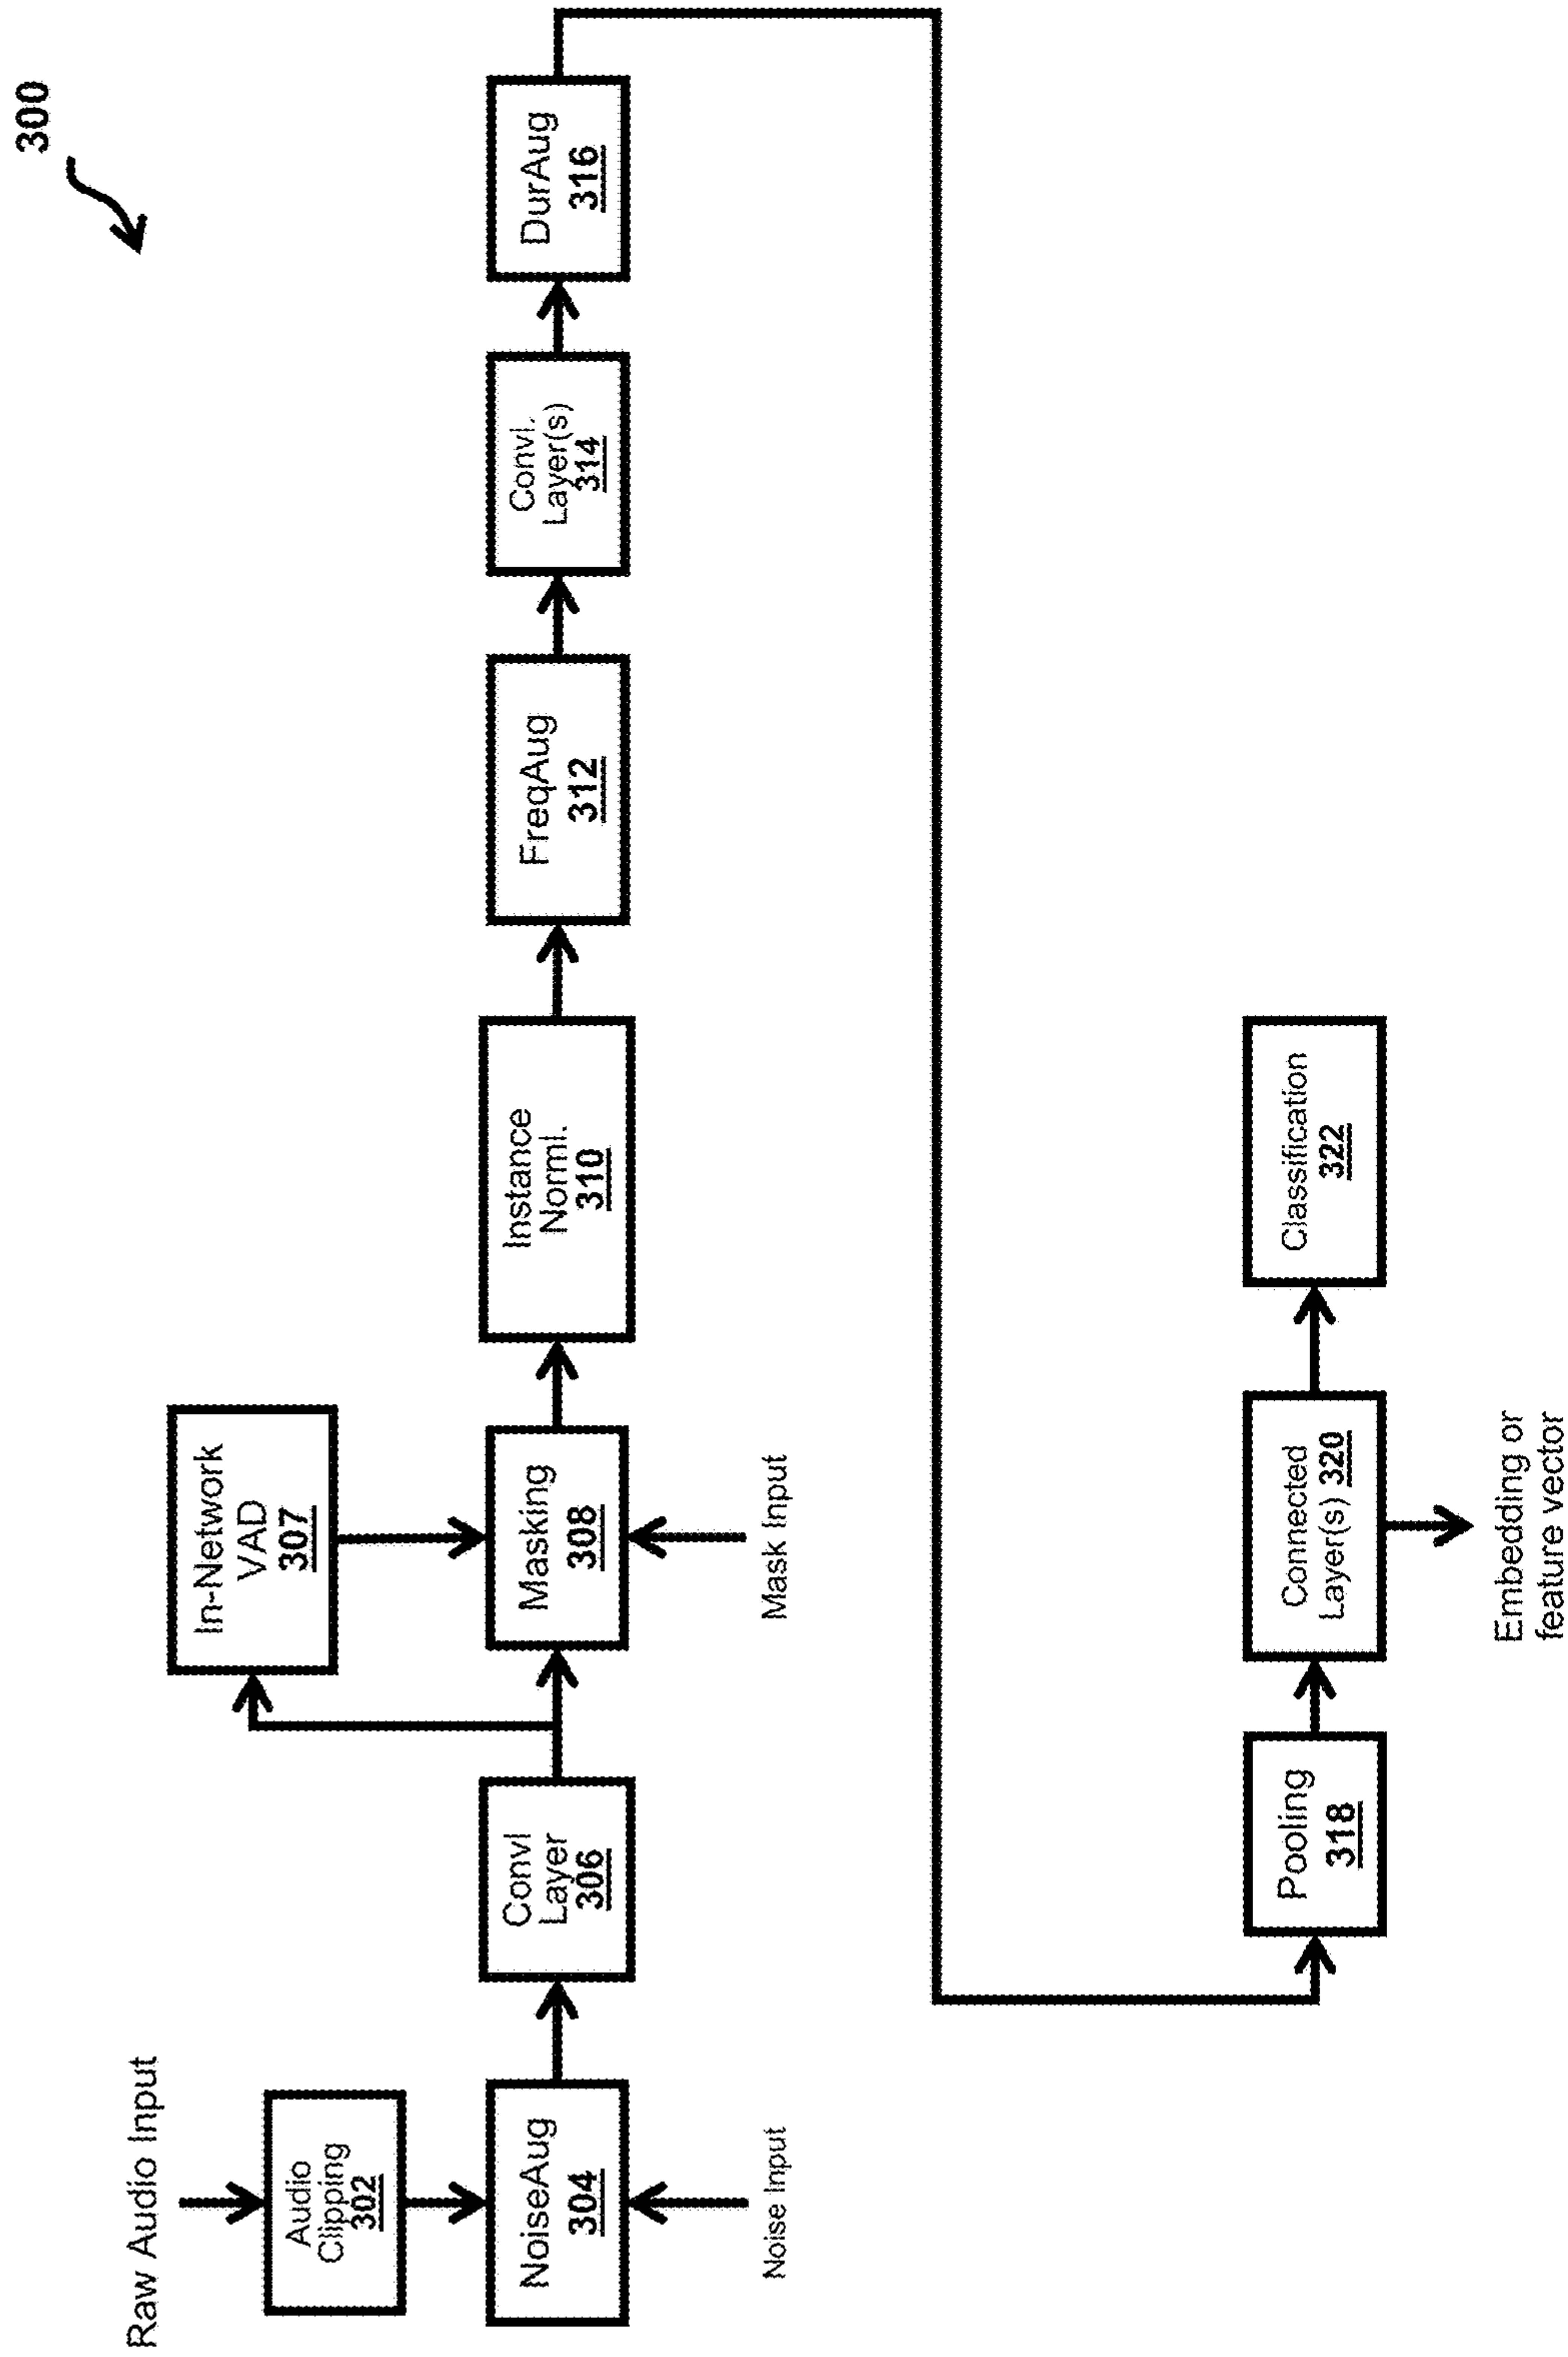 300
Raw Audio Input
Audio
Clipping
302
NoiseAug
304
Noise Input
Convl
Layer
306
In-Network
VAD
307
Masking
308
Mask Input
Instance
Norml.
310
FreqAug
312
Convl.
Layer(s)
314
DurAug
316
Pooling
318
Connected
Layer(s) 320
Embedding or
feature vector
Classification
322